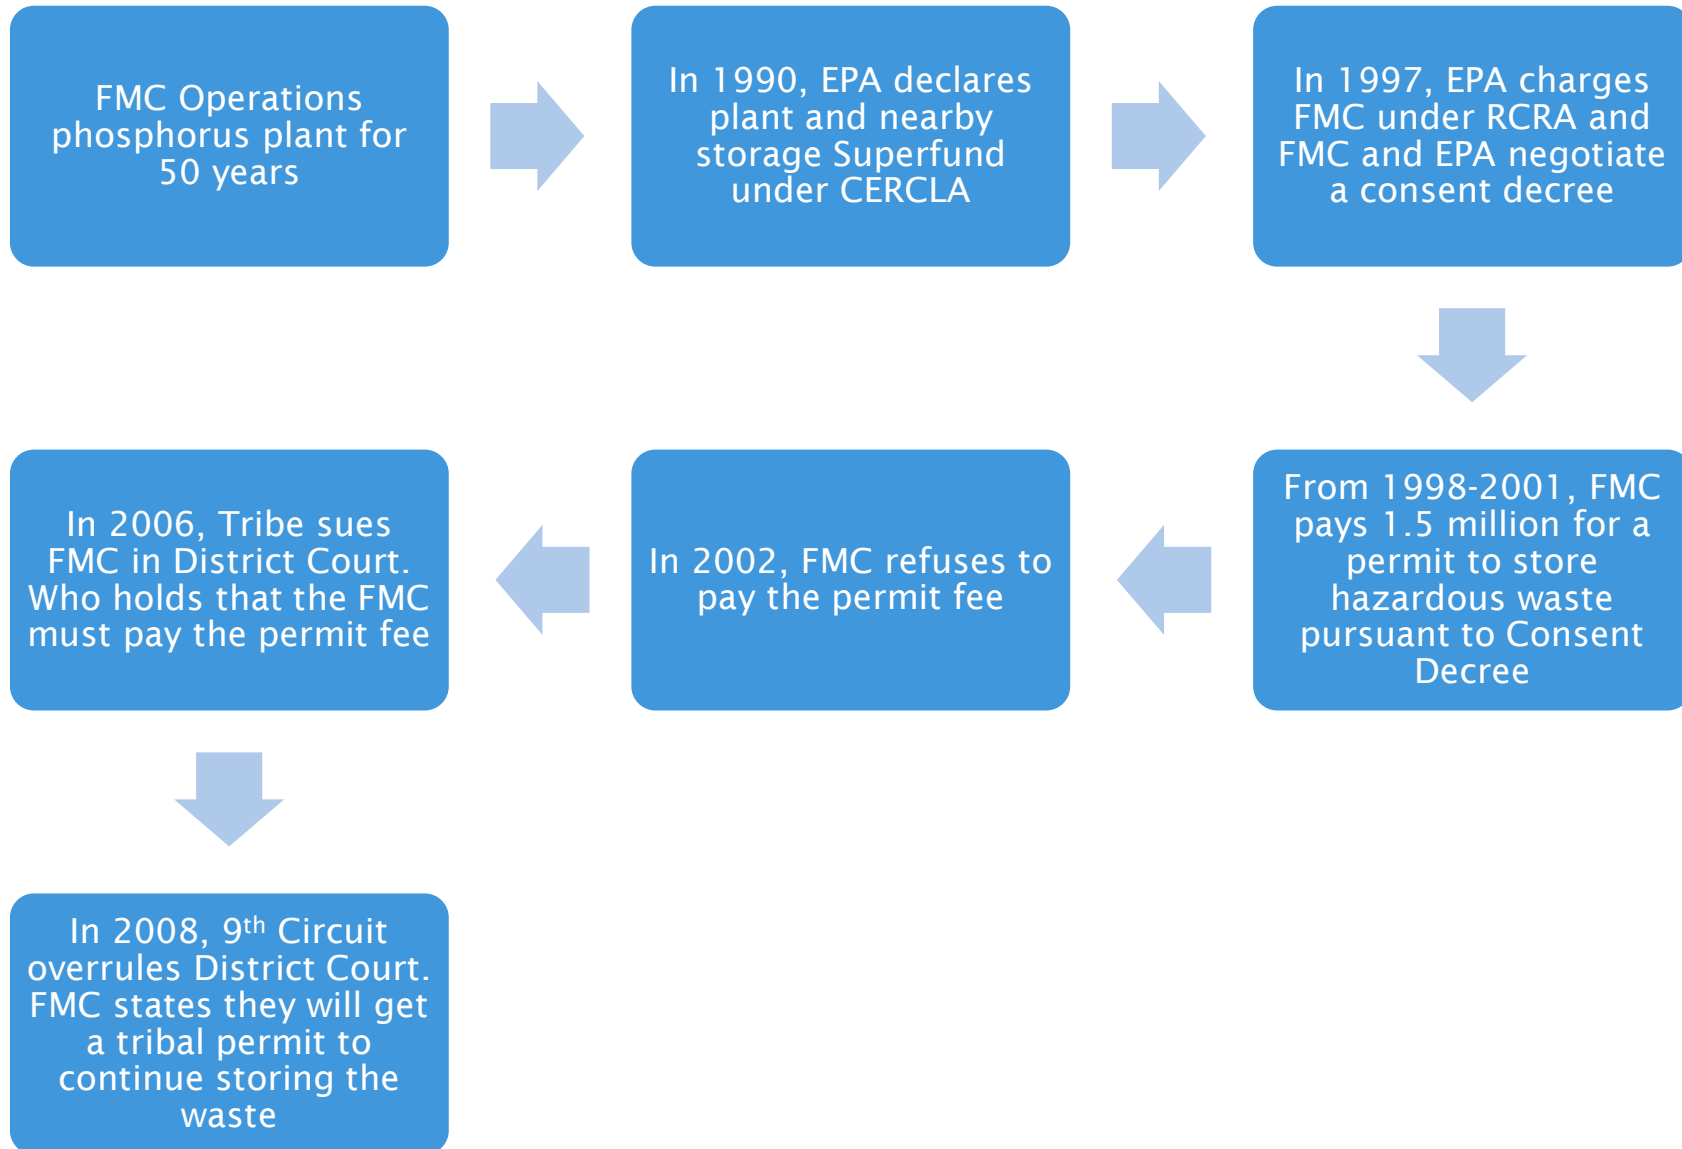 FMC Operations
phosphorus plant for
50 years
In 1990, EPA declares
plant and nearby
storage Superfund
under CERCLA
In 1997, EPA charges
FMC under RCRA and
FMC and EPA negotiate
a consent decree
From 1998-2001, FMC
pays 1.5 million for a
permit to store
hazardous waste
pursuant to Consent
Decree
In 2002, FMC refuses to
pay the permit fee
In 2006, Tribe sues
FMC in District Court.
Who holds that the FMC
must pay the permit fee
In 2008, 9th Circuit
overrules District Court.
FMC states they will get
a tribal permit to
continue storing the
waste